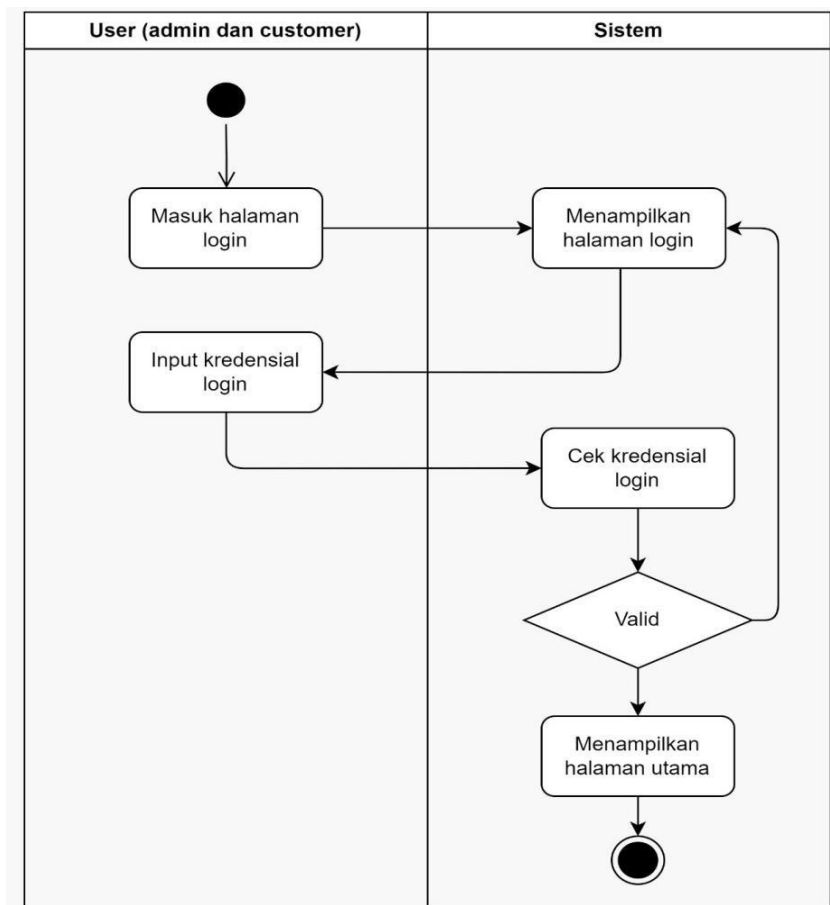 User (admin dan customer)
Sistem
Masuk halaman
login
Menampilkan
halaman login
Input kredensial
login
Cek kredensial
login
Valid
Menampilkan
halaman utama